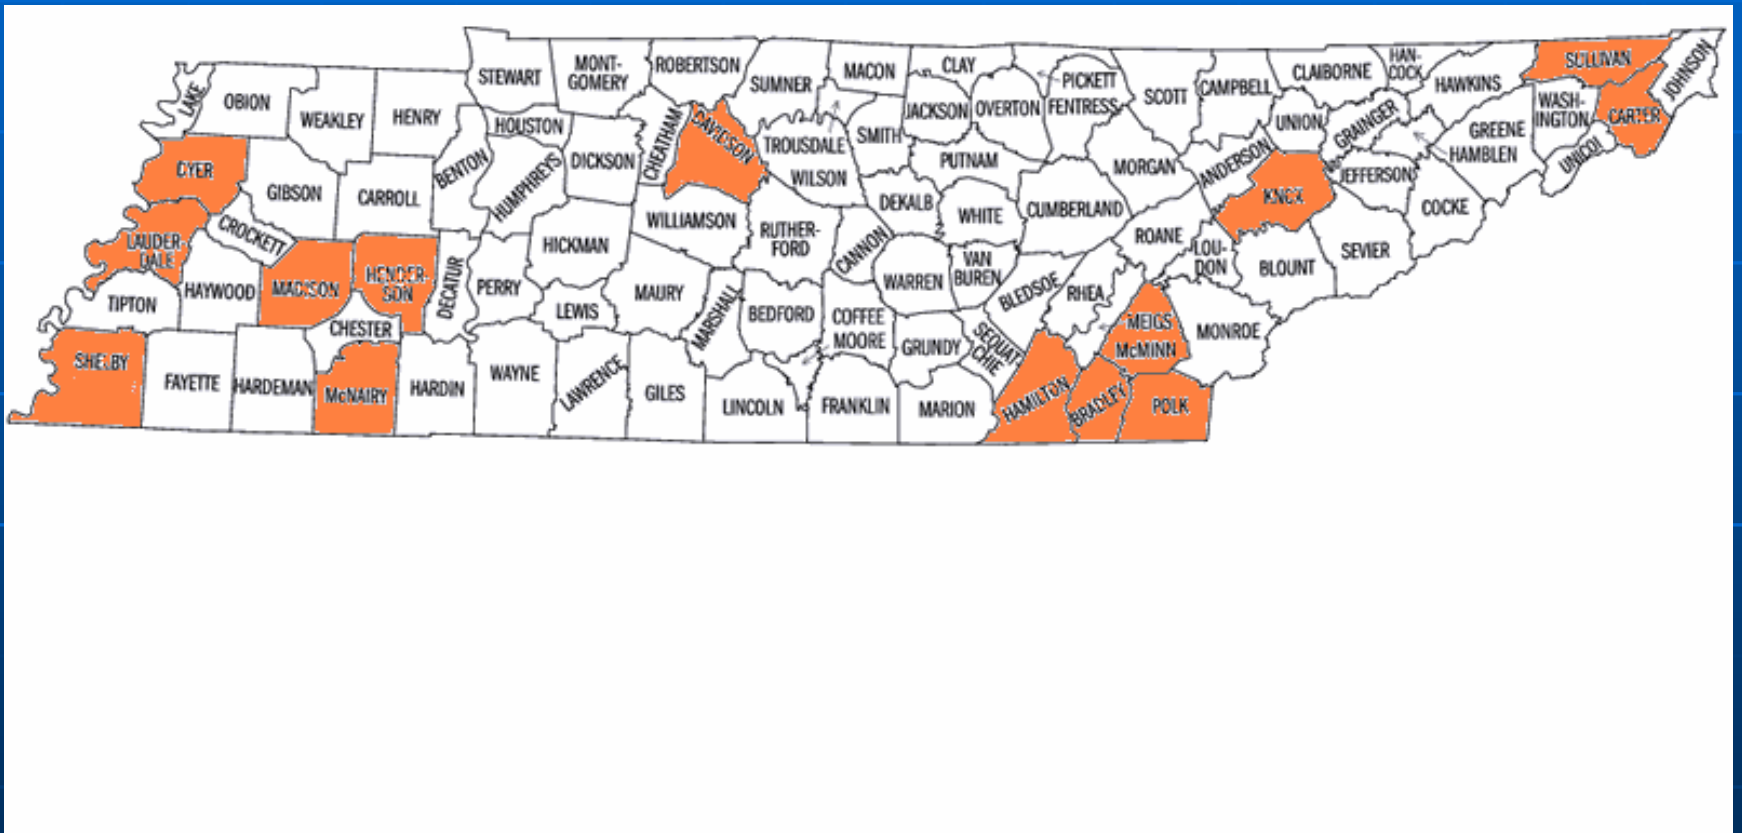 LAKE
OBION
WEAKLEY
HENRY
STEWART
MONT-
GOMERY
ROBERTSON
SUMNER
MACON
CLAY
PICKETT
SCOTT
CAMPBELL
CLAIBORNE
HAN-
COCK
HAWKINS
SULLIVAN
JOHNSON
HOUSTON
CHEATHAM
DAVIDSON
TROUSDALE
SMITH
JACKSON
OVERTON
FENTRESS
UNION
GRAINGER
GREENE
HAMBLEN
WASH-
INGTON
CARTER
UNICOI
DYER
GIBSON
CARROLL
BENTON
HUMPHREYS
DICKSON
WILSON
PUTNAM
MORGAN
ANDERSON
KNOX
JEFFERSON
COCKE
LAUDER-
DALE
CROCKETT
WILLIAMSON
RUTHER-
FORD
CANNON
DEKALB
WHITE
CUMBERLAND
ROANE
LOU-
DON
BLOUNT
SEVIER
TIPTON
HAYWOOD
MADISON
HENDER-
SON
DECATUR
PERRY
HICKMAN
LEWIS
MAURY
MARSHALL
BEDFORD
COFFEE
MOORE
WARREN
VAN
BUREN
BLEDSOE
RHEA
MEIGS
McMINN
MONROE
CHESTER
GRUNDY
SEQUAT-
CHIE
SHELBY
FAYETTE
HARDEMAN
McNAIRY
HARDIN
WAYNE
LAWRENCE
GILES
LINCOLN
FRANKLIN
MARION
HAMILTON
BRADLEY
POLK